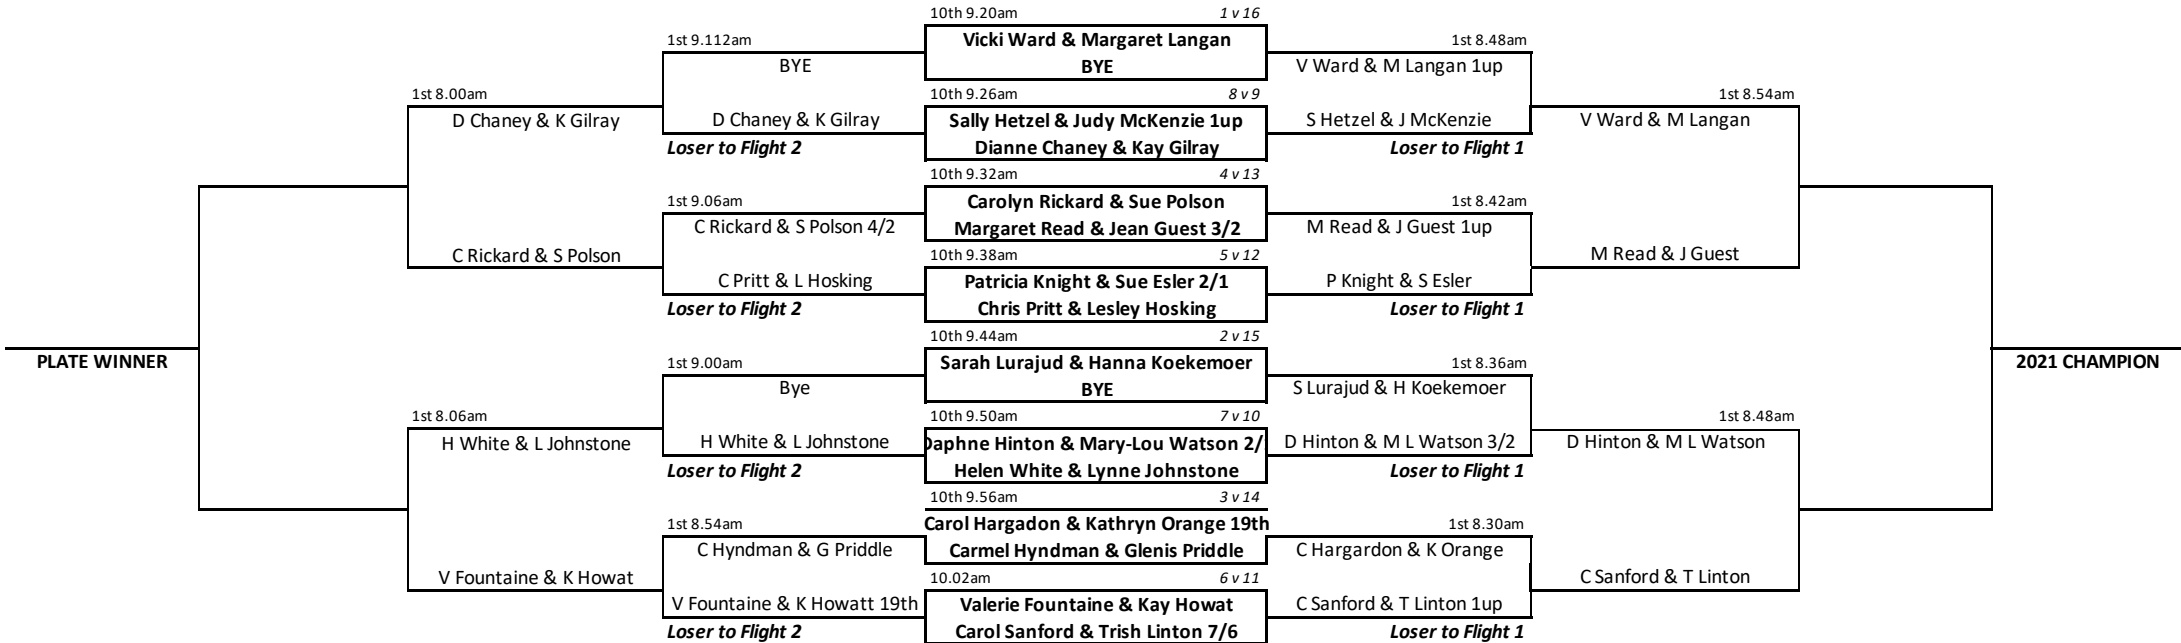 10th 9.20am 1 v 16
Vicki Ward & Margaret Langan
1st 9.112am 1st 8.48am
BYE BYE V Ward & M Langan 1up
1st 8.00am 10th 9.26am 8 v 9 1st 8.54am
D Chaney & K Gilray D Chaney & K Gilray Sally Hetzel & Judy McKenzie 1up S Hetzel & J McKenzie V Ward & M Langan
Loser to Flight 2 Dianne Chaney & Kay Gilray Loser to Flight 1
10th 9.32am 4 v 13
1st 9.06am Carolyn Rickard & Sue Polson 1st 8.42am
C Rickard & S Polson 4/2 Margaret Read & Jean Guest 3/2 M Read & J Guest 1up
C Rickard & S Polson 10th 9.38am 5 v 12 M Read & J Guest
C Pritt & L Hosking Patricia Knight & Sue Esler 2/1 P Knight & S Esler
Loser to Flight 2 Chris Pritt & Lesley Hosking Loser to Flight 1
10th 9.44am 2 v 15
PLATE WINNER 1st 9.00am Sarah Lurajud & Hanna Koekemoer 1st 8.36am 2021 CHAMPION
Bye BYE S Lurajud & H Koekemoer
1st 8.06am 10th 9.50am 7 v 10 1st 8.48am
H White & L Johnstone H White & L Johnstone Daphne Hinton & Mary-Lou Watson 2/ D Hinton & M L Watson 3/2 D Hinton & M L Watson
Loser to Flight 2 Helen White & Lynne Johnstone Loser to Flight 1
10th 9.56am 3 v 14
1st 8.54am Carol Hargadon & Kathryn Orange 19th 1st 8.30am
C Hyndman & G Priddle Carmel Hyndman & Glenis Priddle C Hargardon & K Orange
V Fountaine & K Howat 10.02am 6 v 11 C Sanford & T Linton
V Fountaine & K Howatt 19th Valerie Fountaine & Kay Howat C Sanford & T Linton 1up
Loser to Flight 2 Carol Sanford & Trish Linton 7/6 Loser to Flight 1